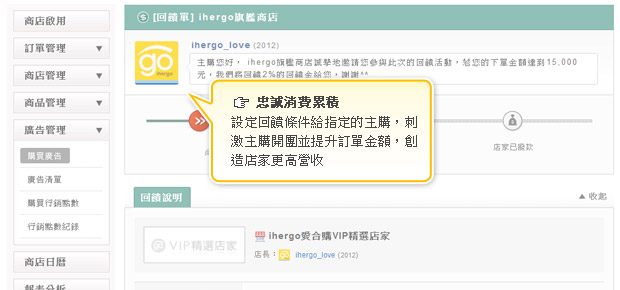 商店啟用
訂單管理
商店管理
商品管理
廣告管理
購買廣告
廣告清單
購買行銷點數
行銷點數紀錄
商店日曆
報表分析
[回饋單] ihergo旗艦商店
go
ihergo
ihergo_love (2012)
主購您好， ihergo旗艦商店誠摯地邀請您參與此次的回饋活動，恕您的下單金額達到15,000
元，我們將回饋2%的回饋金給您，謝謝^^
忠誠消費累積
設定回饋條件給指定的主購，刺
激主購開團並提升訂單金額，創
造店家更高營收
店家已撥款
回饋說明
收起
VIP精選店家
ihergo愛合購VIP精選店家
店長：
ihergo_love (2012)